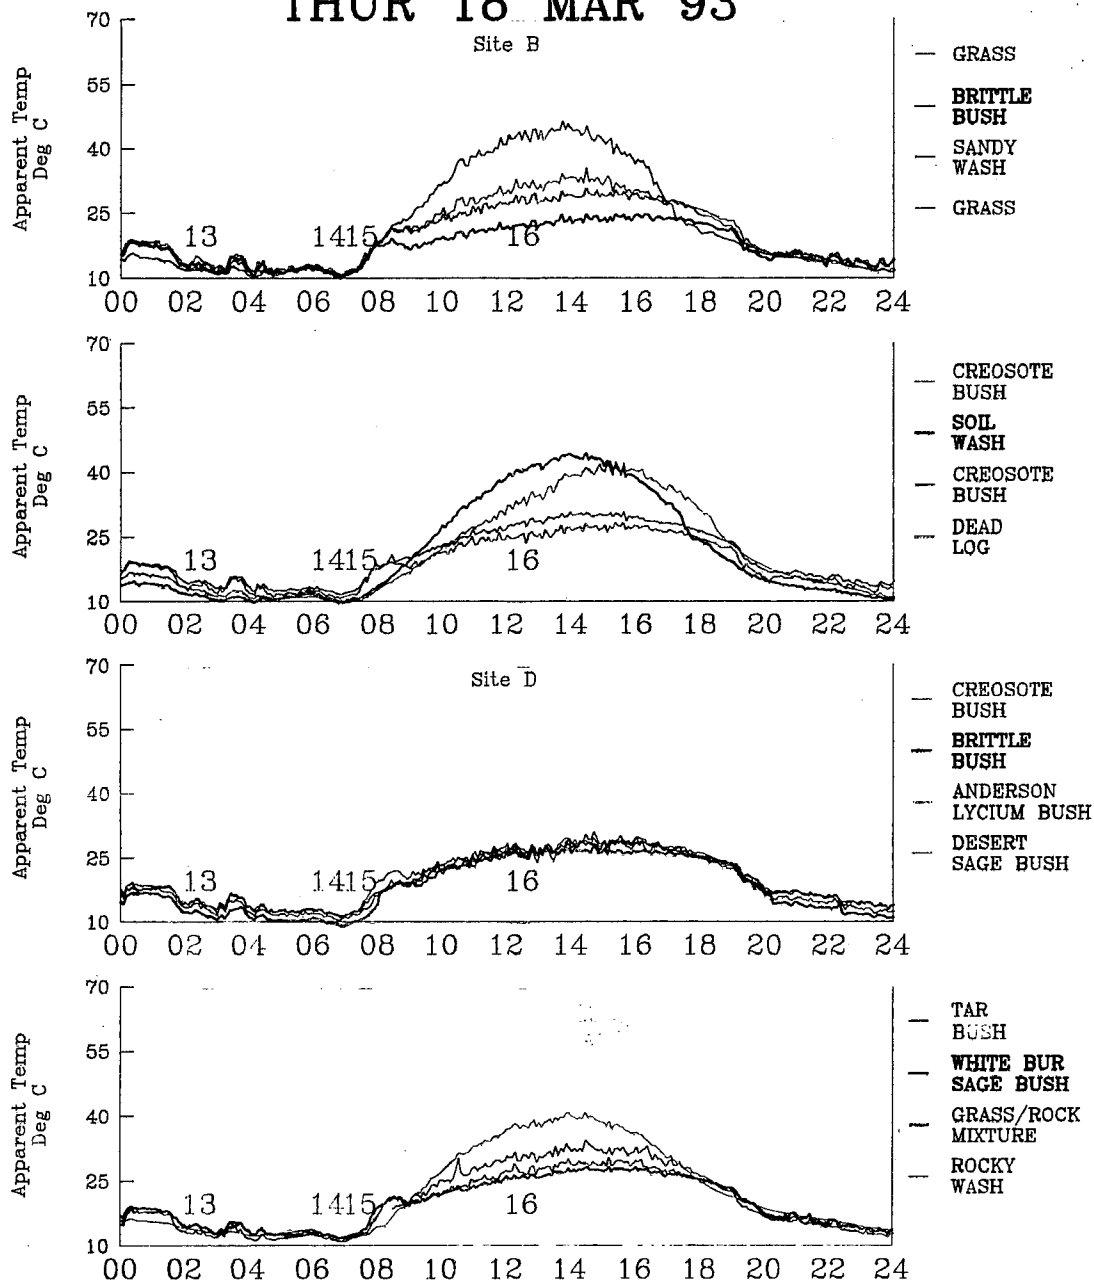 THUR 18 MAR 93
Site B
70
55
40
25
10
Apparent Temp
Deg C
13
1415
16
00 02 04 06 08 10 12 14 16 18 20 22 24
GRASS
BRITTLE
BUSH
SANDY
WASH
GRASS
70
55
40
25
10
Apparent Temp
Deg C
13
1415
16
00 02 04 06 08 10 12 14 16 18 20 22 24
CREOSOTE
BUSH
SOIL
WASH
CREOSOTE
BUSH
DEAD
LOG
Site D
70
55
40
25
10
Apparent Temp
Deg C
13
1415
16
00 02 04 06 08 10 12 14 16 18 20 22 24
CREOSOTE
BUSH
BRITTLE
BUSH
ANDERSON
LYCIUM BUSH
DESERT
SAGE BUSH
70
55
40
25
10
Apparent Temp
Deg C
13
1415
16
00 02 04 06 08 10 12 14 16 18 20 22 24
TAR
BUSH
WHITE BUR
SAGE BUSH
GRASS/ROCK
MIXTURE
ROCKY
WASH